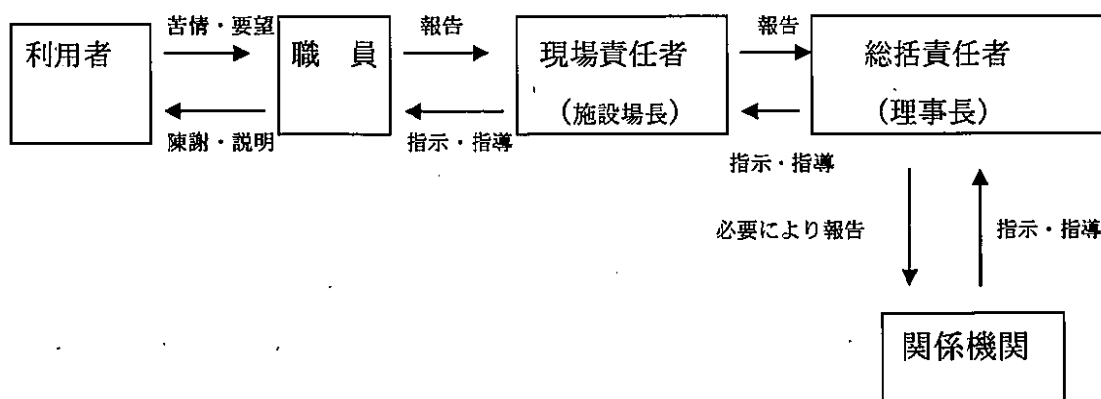 苦情・要望
報告
報告
利用者
職　員
現場責任者
(施設場長)
総括責任者
(理事長)
陳謝・説明
指示・指導
指示・指導
必要により報告
指示・指導
関係機関